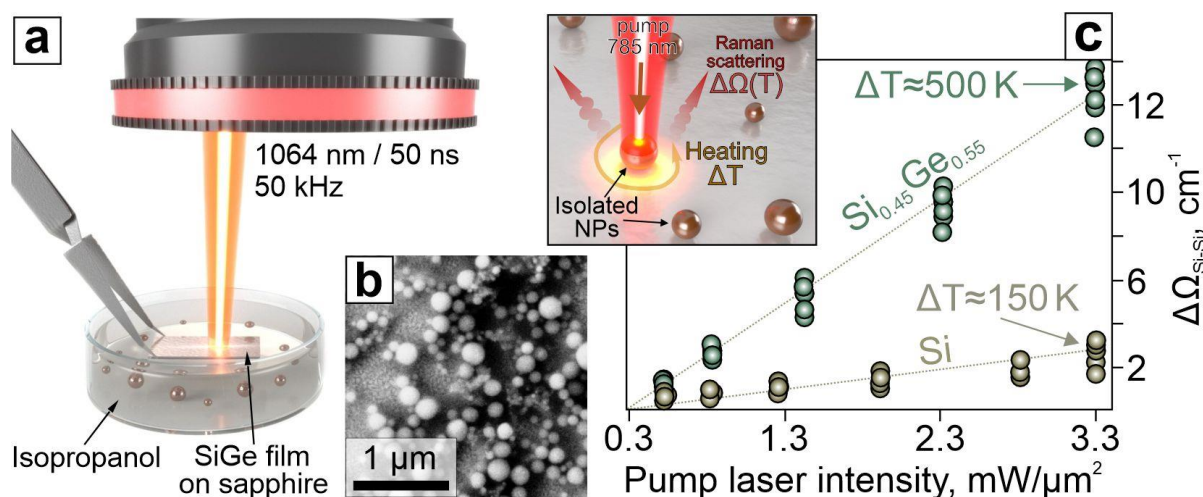 a
1064 nm / 50 ns
50 kHz
Isopropanol
SiGe film
on sapphire
b
1 µm
pump
785 nm
Raman
scattering
ΔΩ(T)
Heating
ΔT
Isolated
NPs
c
ΔT≈500 K
Si0.45Ge0.55
ΔT≈150 K
Si
12
10
6
4
2
ΔΩSi-Si, cm-1
0.3 1.3 2.3 3.3
Pump laser intensity, mW/µm2